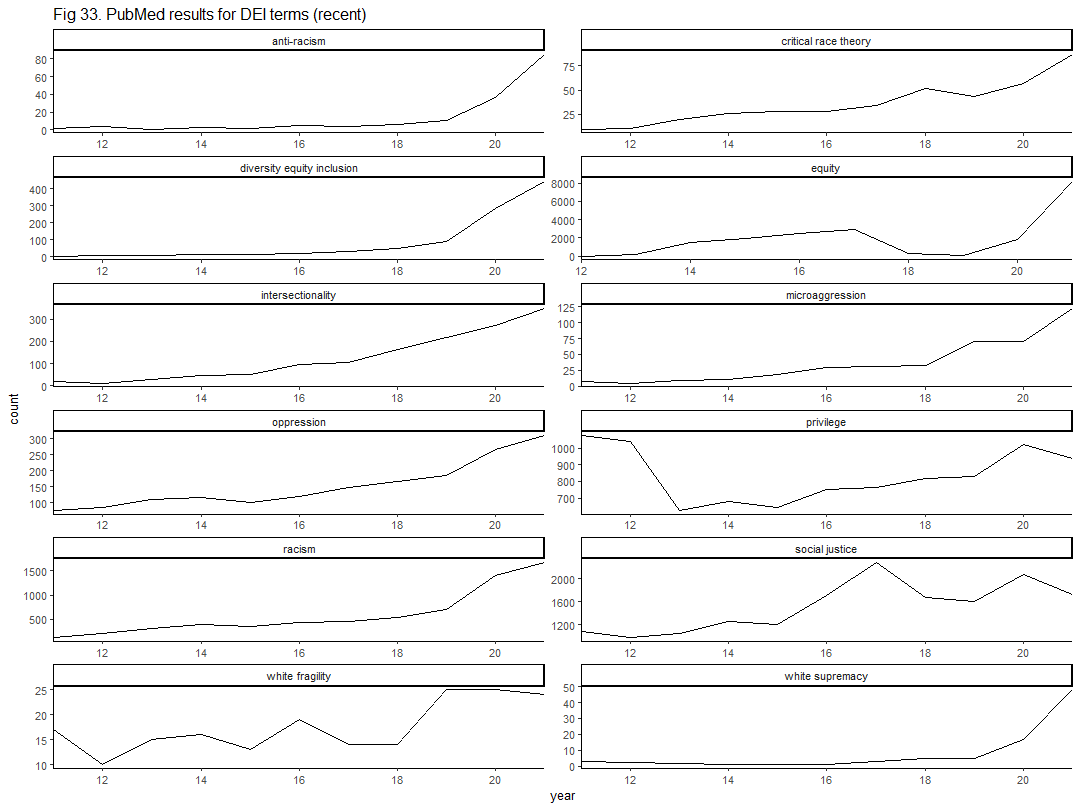 Fig 33. PubMed results for DEI terms (recent)
anti-racism
80
60
40
20
0
12 14 16 18 20
critical race theory
75
50
25
12 14 16 18 20
diversity equity inclusion
400
300
200
100
0
12 14 16 18 20
equity
8000
6000
4000
2000
0
12 14 16 18 20
intersectionality
300
200
100
0
12 14 16 18 20
microaggression
125
100
75
50
25
0
12 14 16 18 20
count
oppression
300
250
200
150
100
12 14 16 18 20
privilege
1000
900
800
700
12 14 16 18 20
racism
1500
1000
500
12 14 16 18 20
social justice
2000
1600
1200
12 14 16 18 20
white fragility
25
20
15
10
12 14 16 18 20
white supremacy
50
40
30
20
10
0
12 14 16 18 20
year